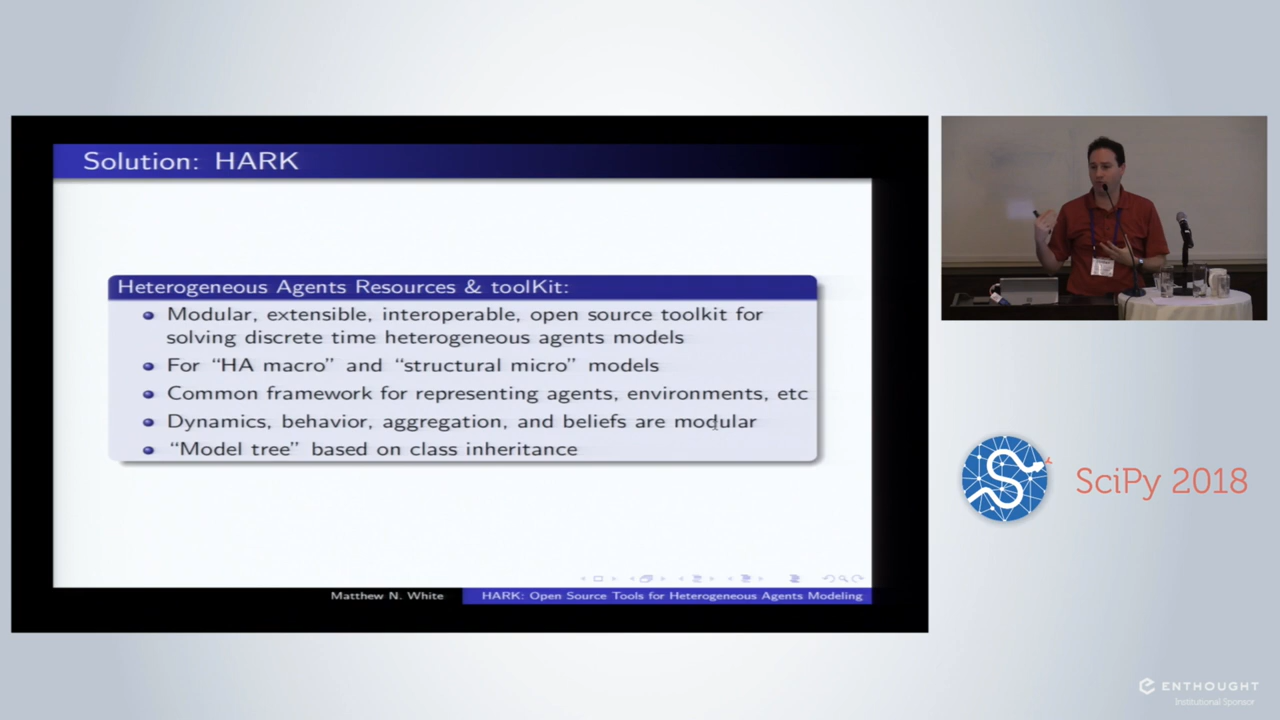 Solution: HARK
Heterogeneous Agents Resources & toolKit:
Modular, extensible, interoperable, open source toolkit for
solving discrete time heterogeneous agents models
For “HA macro” and “structural micro” models
Common framework for representing agents, environments, etc
Dynamics, behavior, aggregation, and beliefs are modular
“Model tree” based on class inheritance
Matthew N. White
HARK: Open Source Tools for Heterogeneous Agents Modeling
SciPy 2018
ENTHOUGHT
Institutional Sponsor